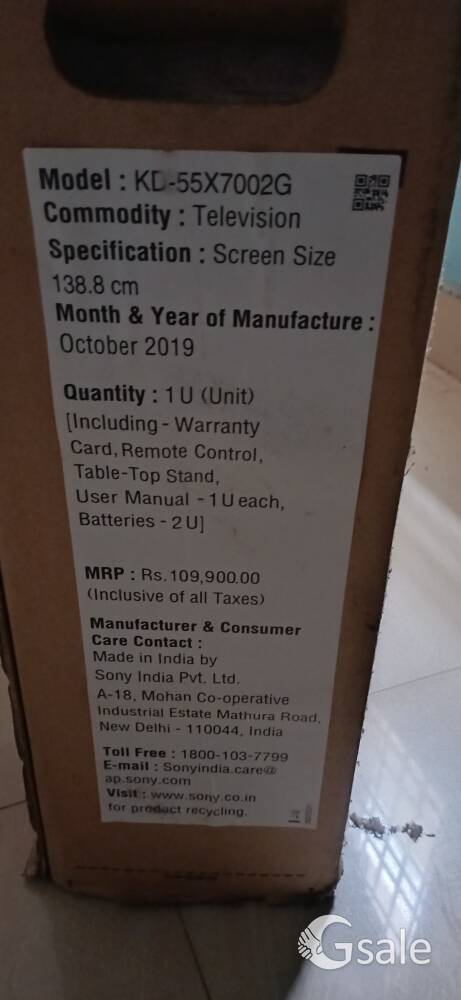 Model : KD-55X7002G
Commodity : Television
Specification : Screen Size
138.8 cm
Month & Year of Manufacture :
October 2019
Quantity : 1 U (Unit)
[Including - Warranty
Card, Remote Control,
Table-Top Stand,
User Manual - 1 U each,
Batteries - 2 U]
MRP : Rs. 109,900.00
(Inclusive of all Taxes)
Manufacturer & Consumer
Care Contact :
Made in India by
Sony India Pvt. Ltd.
A-18, Mohan Co-operative
Industrial Estate Mathura Road,
New Delhi - 110044, India
Toll Free : 1800-103-7799
E-mail : Sonyindia.care@
ap.sony.com
Visit : www.sony.co.in
for product recycling.
Gsale